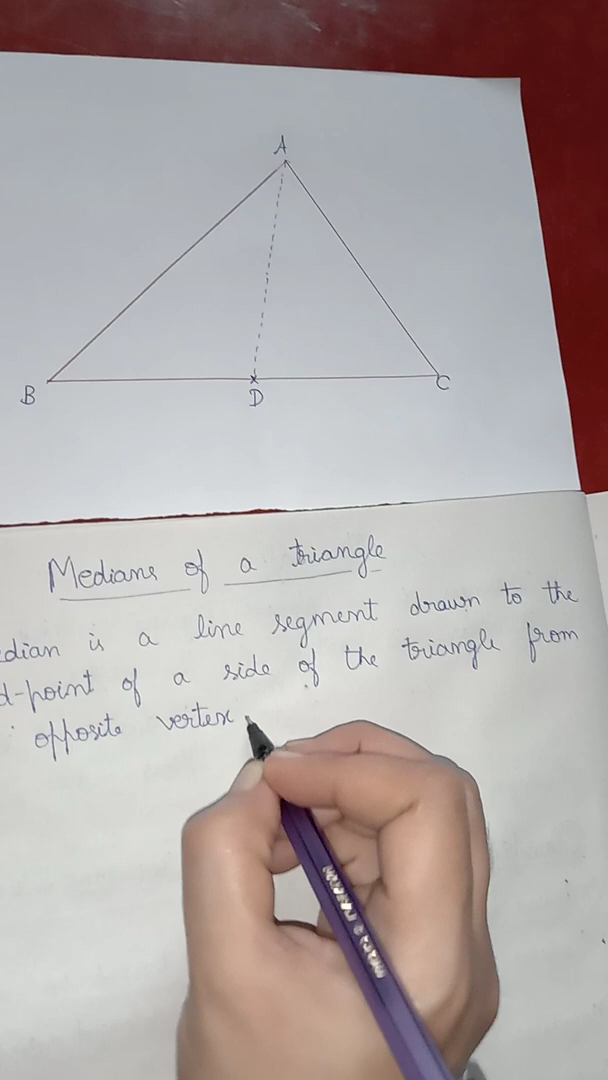 A
B
D
C
Medians of a triangle
dian is a line segment drawn to the
d-point of a side of the triangle from
opposite vertex